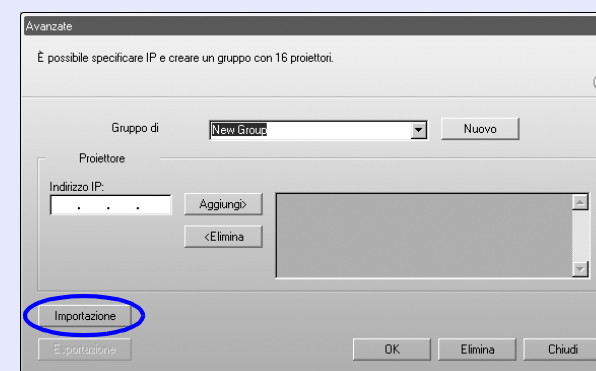 Avanzate
È possibile specificare IP e creare un gruppo con 16 proiettori.
Gruppo di New Group Nuovo
Proiettore
Indirizzo IP:
. . . Aggiungi>
<Elimina
Importazione
Esportazione OK Elimina Chiudi